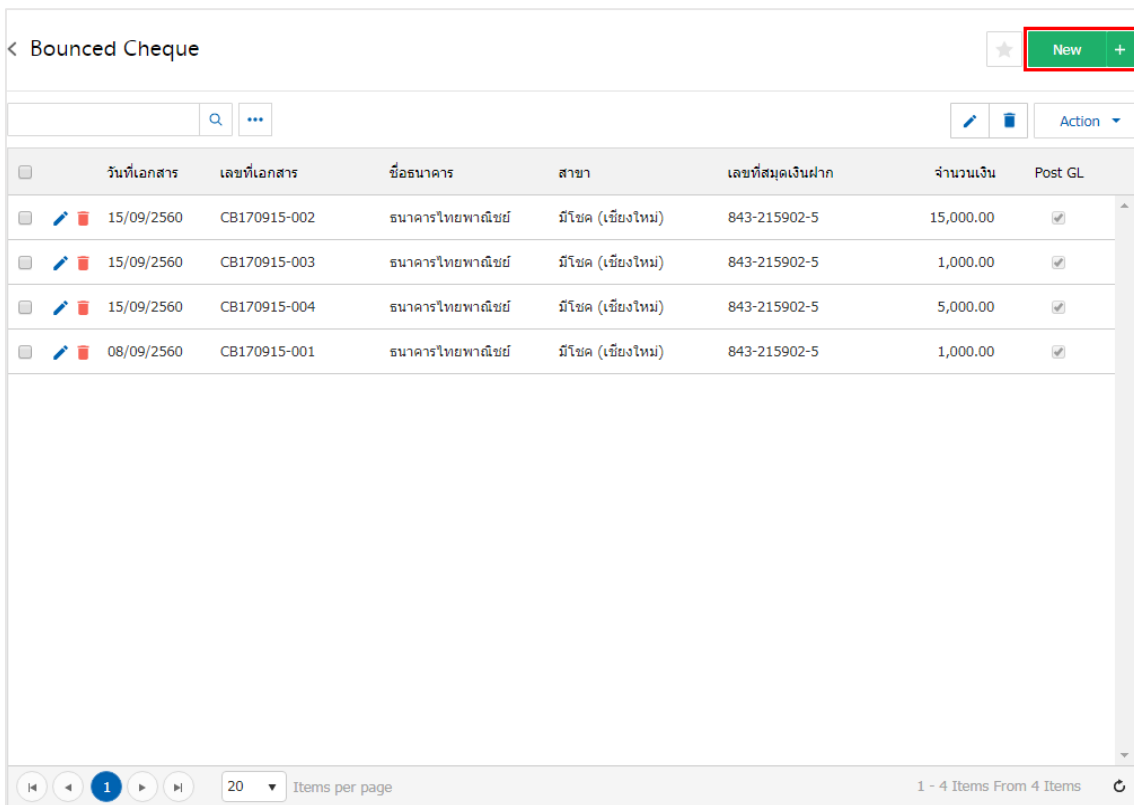 Bounced Cheque
New +
Action
วันที่เอกสาร เลขที่เอกสาร ชื่อธนาคาร สาขา เลขที่สมุดเงินฝาก จำนวนเงิน Post GL
15/09/2560 CB170915-002 ธนาคารไทยพาณิชย์ มีโชค (เชียงใหม่) 843-215902-5 15,000.00
15/09/2560 CB170915-003 ธนาคารไทยพาณิชย์ มีโชค (เชียงใหม่) 843-215902-5 1,000.00
15/09/2560 CB170915-004 ธนาคารไทยพาณิชย์ มีโชค (เชียงใหม่) 843-215902-5 5,000.00
08/09/2560 CB170915-001 ธนาคารไทยพาณิชย์ มีโชค (เชียงใหม่) 843-215902-5 1,000.00
1 20 Items per page 1 - 4 Items From 4 Items